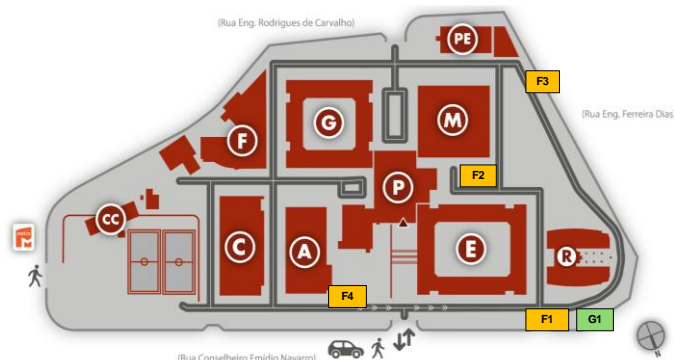 (Rua Eng. Rodrigues de Carvalho)
PE
F3
(Rua Eng. Ferreira Dias)
G
M
F
P
F2
CC
metro
M
C
A
E
R
F4
F1
G1
(Rua Conselheiro Emídio Navarro)
N